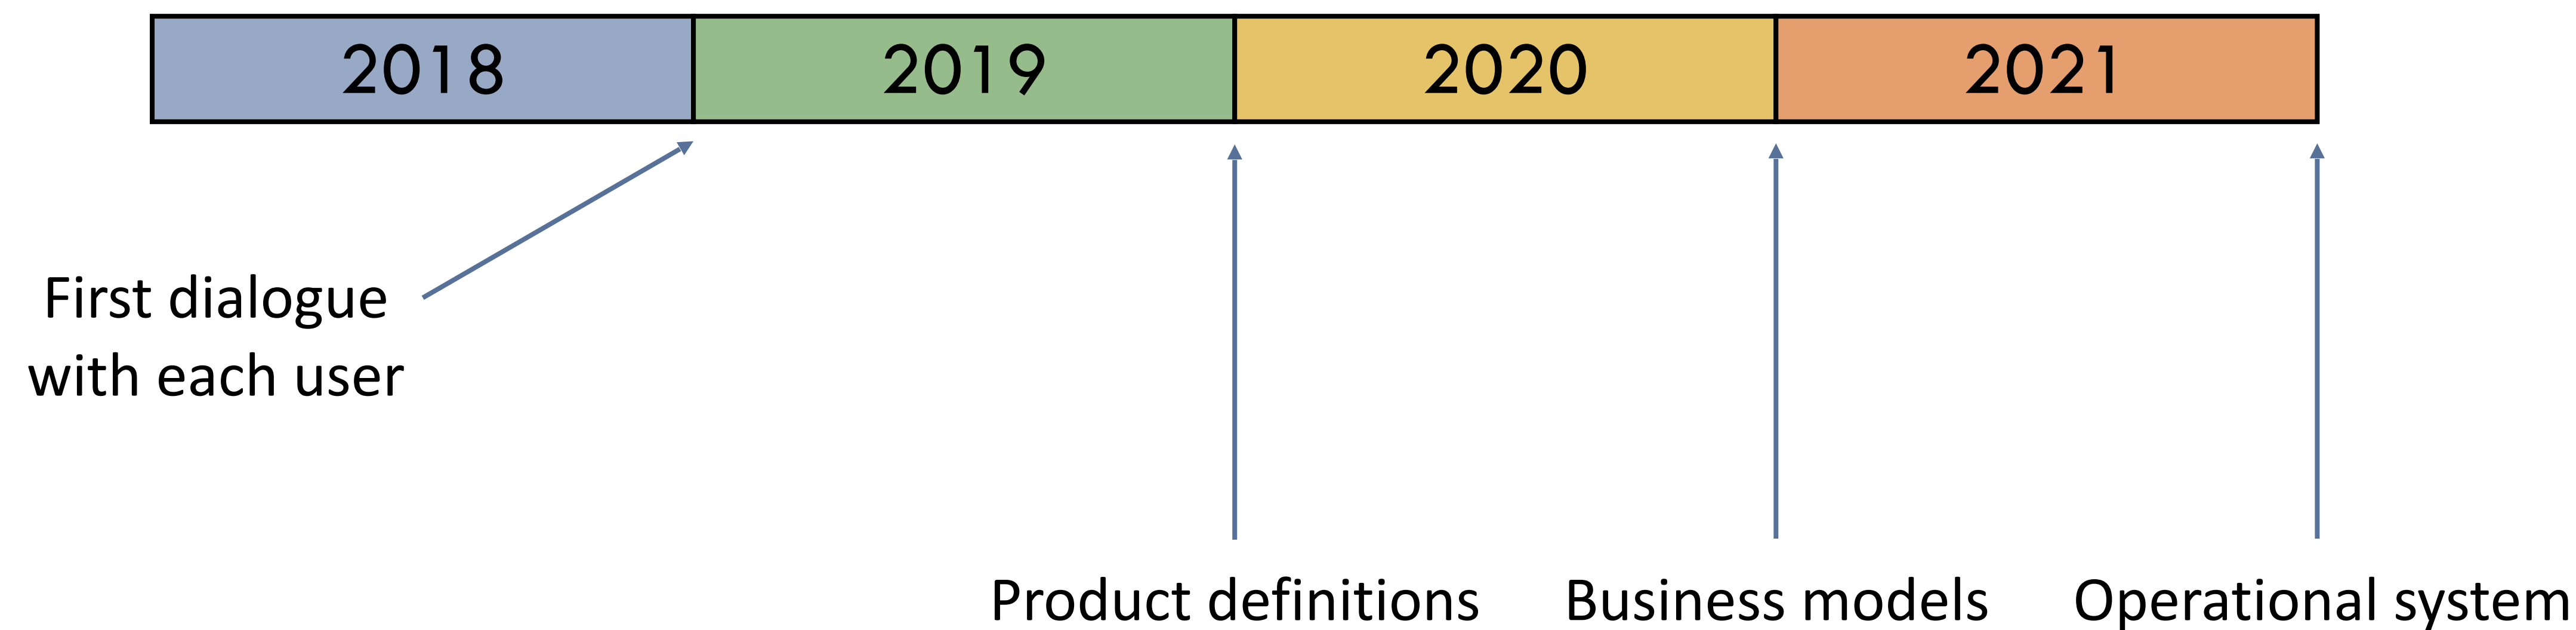 2018 2019 2020 2021
First dialogue
with each user
Product definitions Business models Operational system